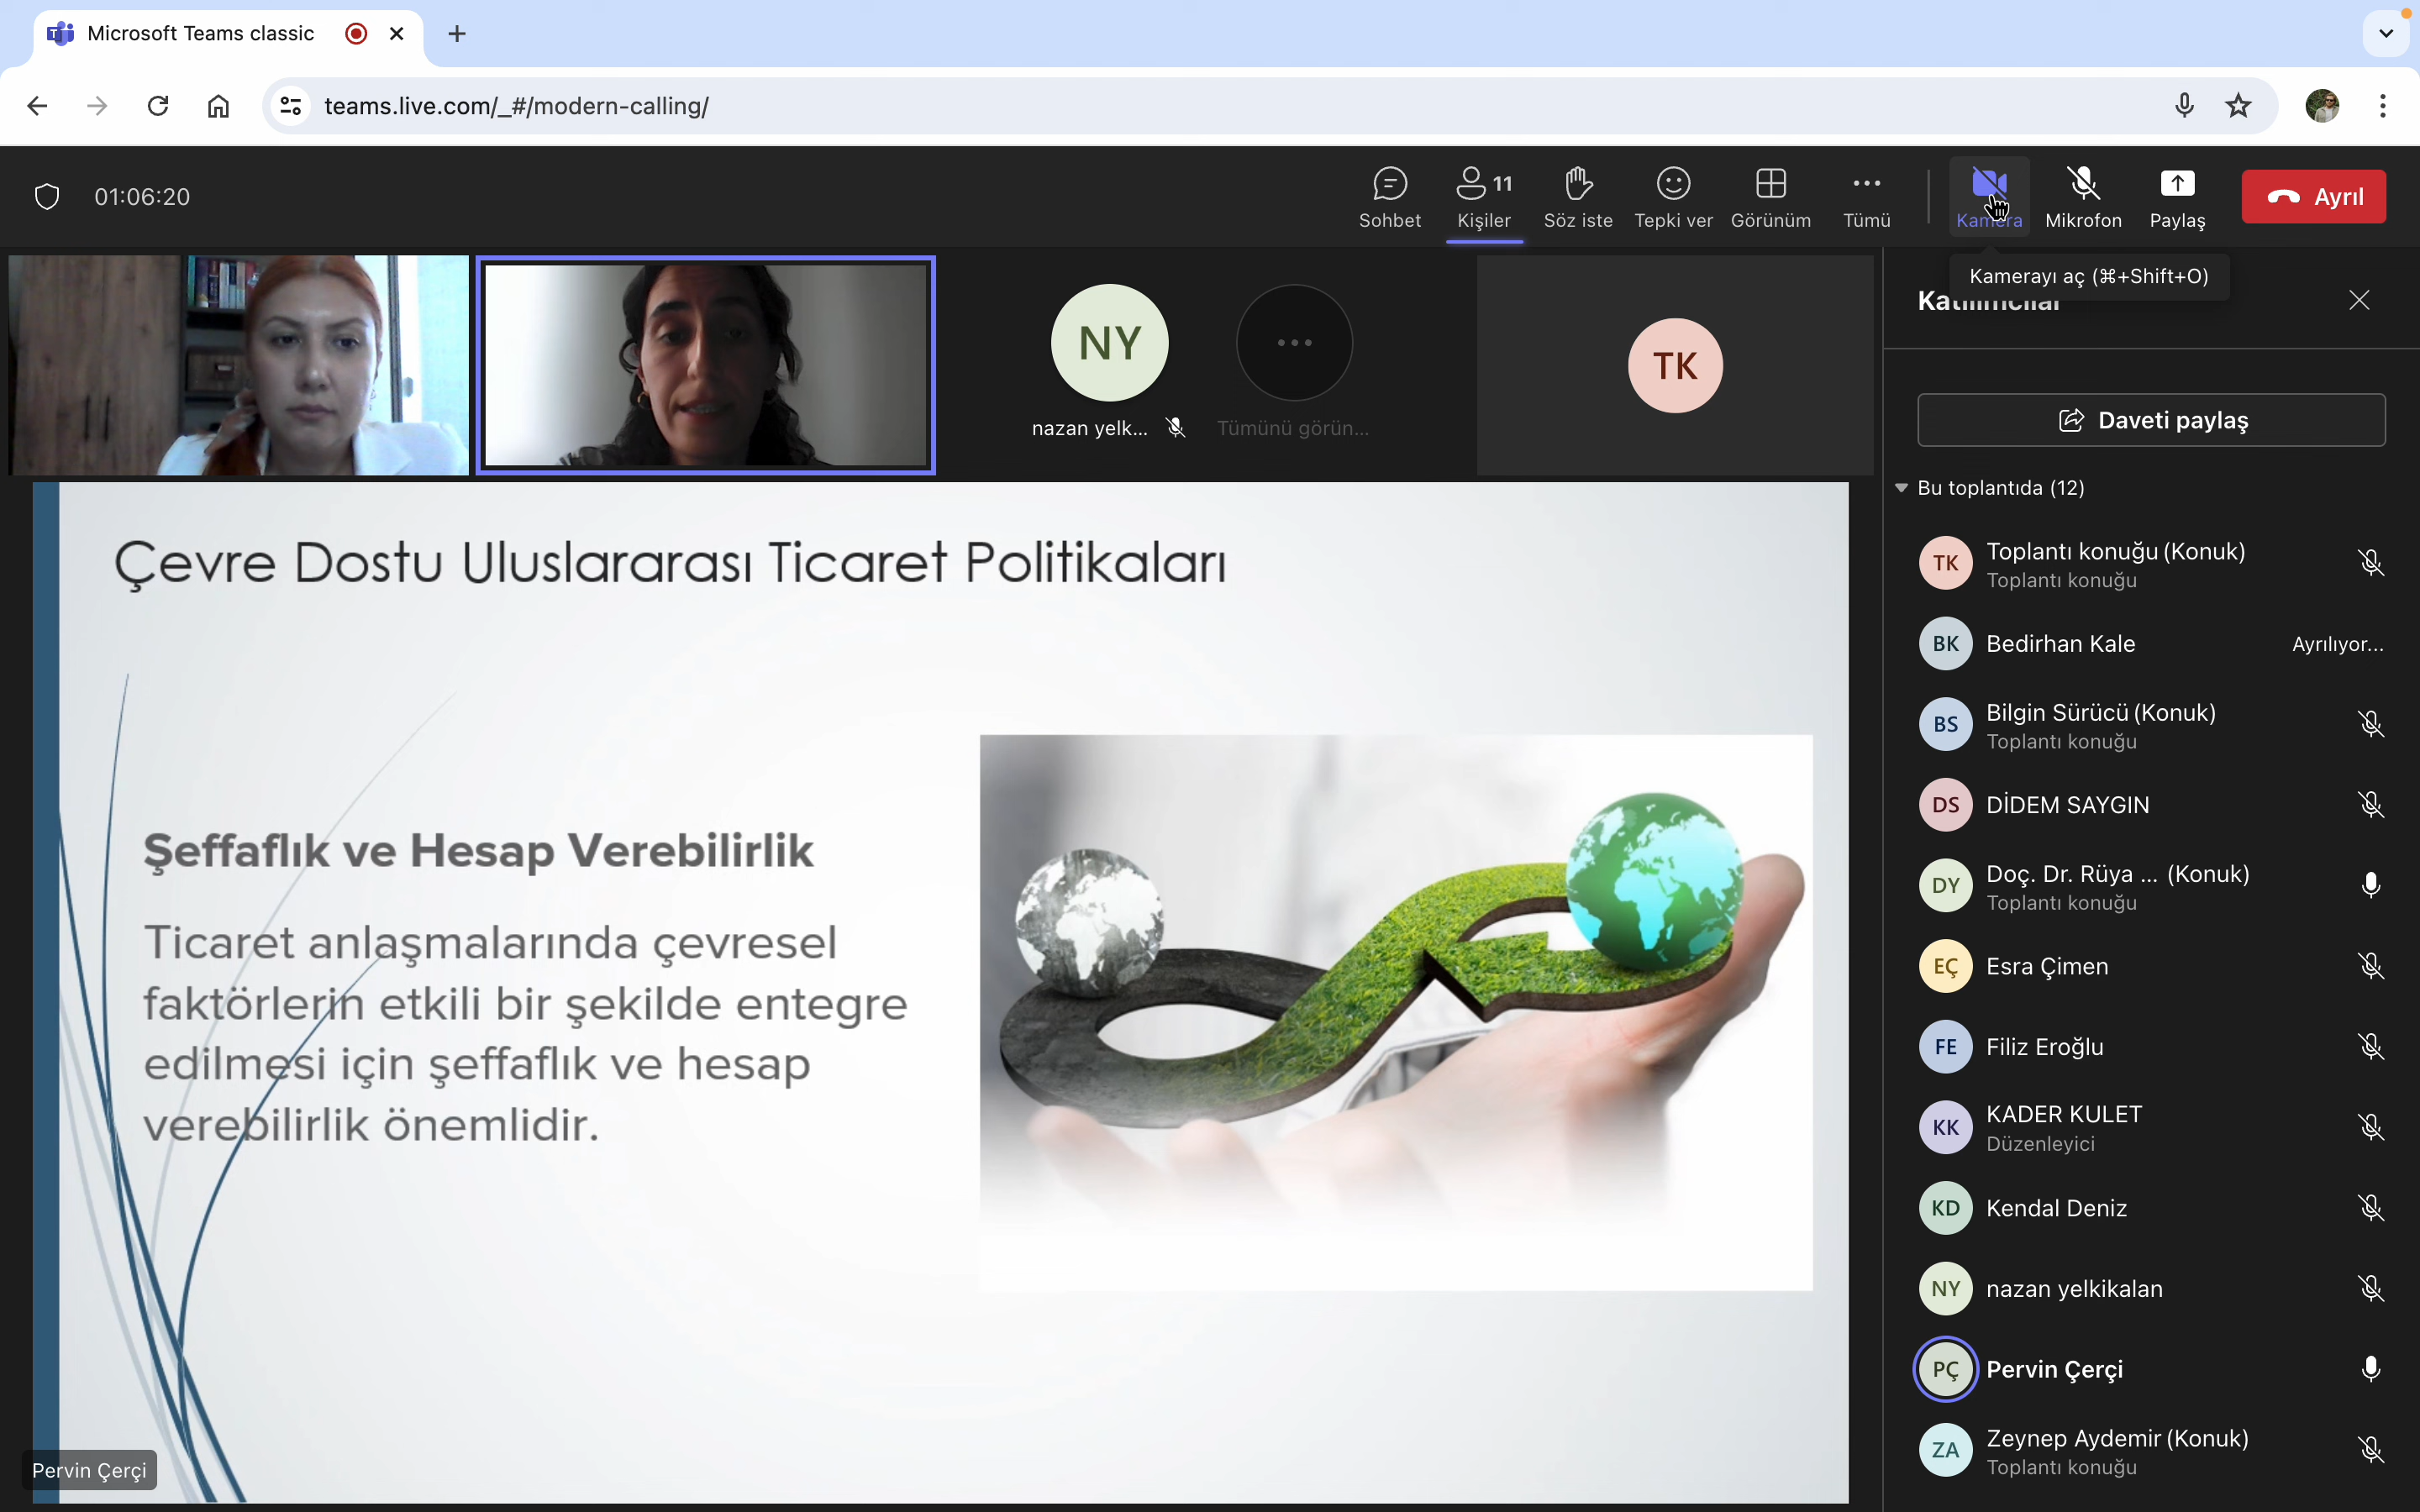 Microsoft Teams classic
teams.live.com/_#/modern-calling/
01:06:20
Sohbet
11
Kişiler
Söz iste
Tepki ver
Görünüm
Tümü
Kamera
Mikrofon
Paylaş
Ayrıl
Kamerayı aç (⌘+Shift+O)
Katılımcılar
NY
nazan yelk...
Tümünü görün...
TK
Daveti paylaş
Bu toplantıda (12)
TK
Toplantı konuğu (Konuk)
Toplantı konuğu
BK
Bedirhan Kale
Ayrılıyor...
BS
Bilgin Sürücü (Konuk)
Toplantı konuğu
DS
DİDEM SAYGIN
DY
Doç. Dr. Rüya ... (Konuk)
Toplantı konuğu
EÇ
Esra Çimen
FE
Filiz Eroğlu
KK
KADER KULET
Düzenleyici
KD
Kendal Deniz
NY
nazan yelkikalan
PÇ
Pervin Çerçi
ZA
Zeynep Aydemir (Konuk)
Toplantı konuğu
Çevre Dostu Uluslararası Ticaret Politikaları
Şeffaflık ve Hesap Verebilirlik
Ticaret anlaşmalarında çevresel
faktörlerin etkili bir şekilde entegre
edilmesi için şeffaflık ve hesap
verebilirlik önemlidir.
Pervin Çerçi